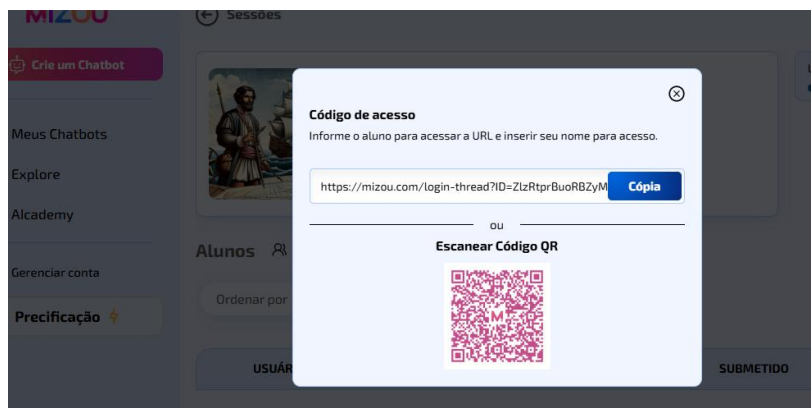 MIZOU
Sessões
Crie um Chatbot
Código de acesso
Informe o aluno para acessar a URL e inserir seu nome para acesso.
Meus Chatbots
https://mizou.com/login-thread?ID=ZlzRtprBuoRBZyM
Cópia
Explore
AIcademy
ou
Escanear Código QR
Alunos
Gerenciar conta
Ordenar por
Precificação
M
USUÁR
SUBMETIDO